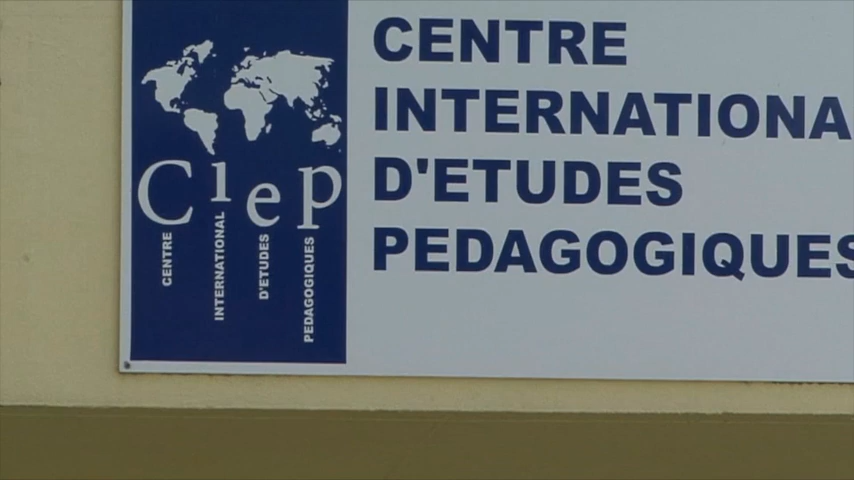 CIep
CENTRE
INTERNATIONAL
D'ETUDES
PEDAGOGIQUES
CENTRE
INTERNATIONA
D'ETUDES
PEDAGOGIQUES